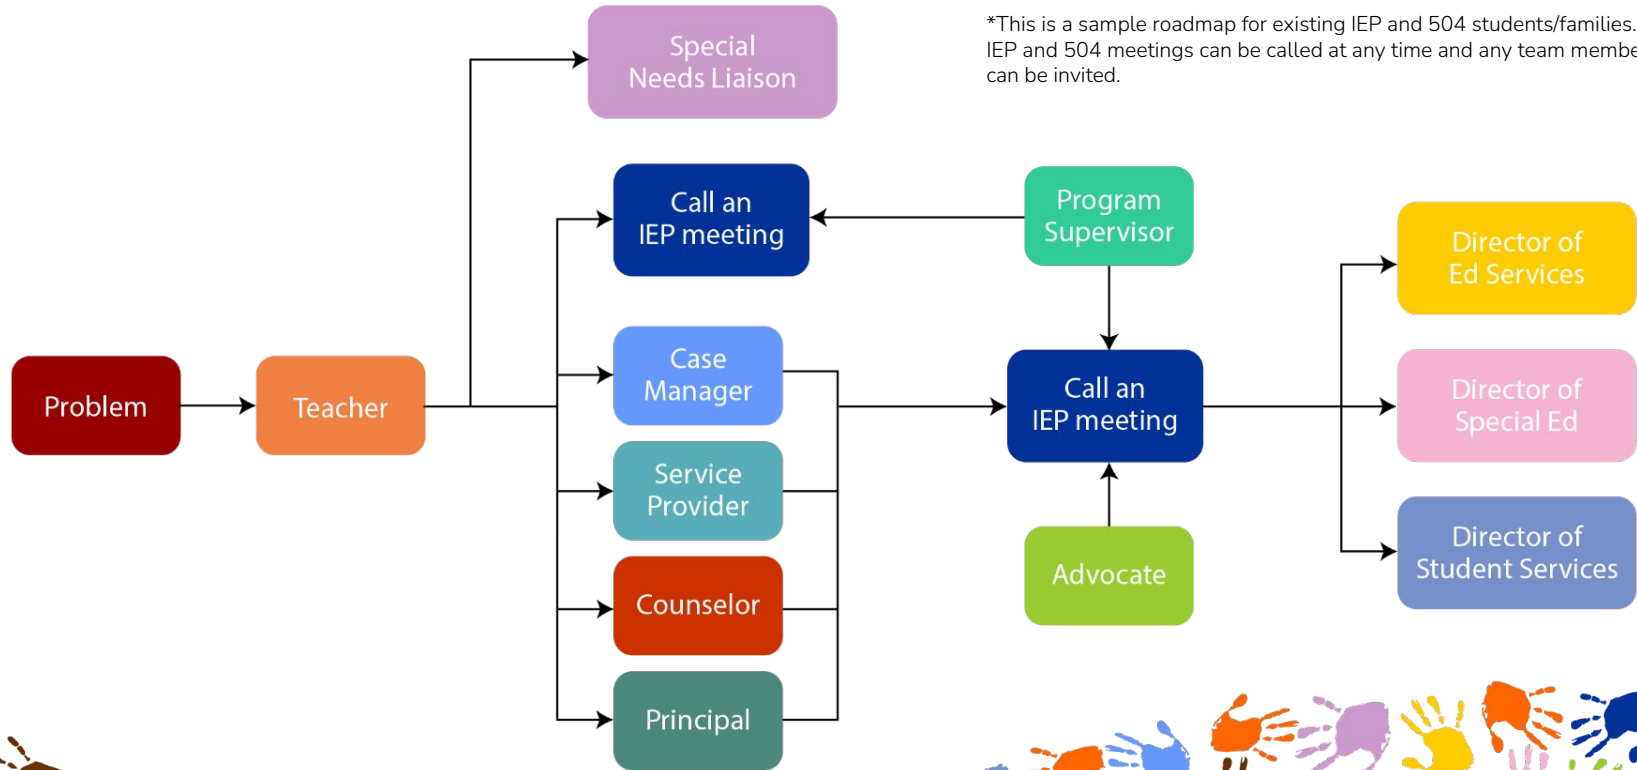 *This is a sample roadmap for existing IEP and 504 students/families.
IEP and 504 meetings can be called at any time and any team membe
can be invited.
Special
Needs Liaison
Call an
IEP meeting
Program
Supervisor
Director of
Ed Services
Problem
Teacher
Case
Manager
Call an
IEP meeting
Director of
Special Ed
Service
Provider
Advocate
Director of
Student Services
Counselor
Principal